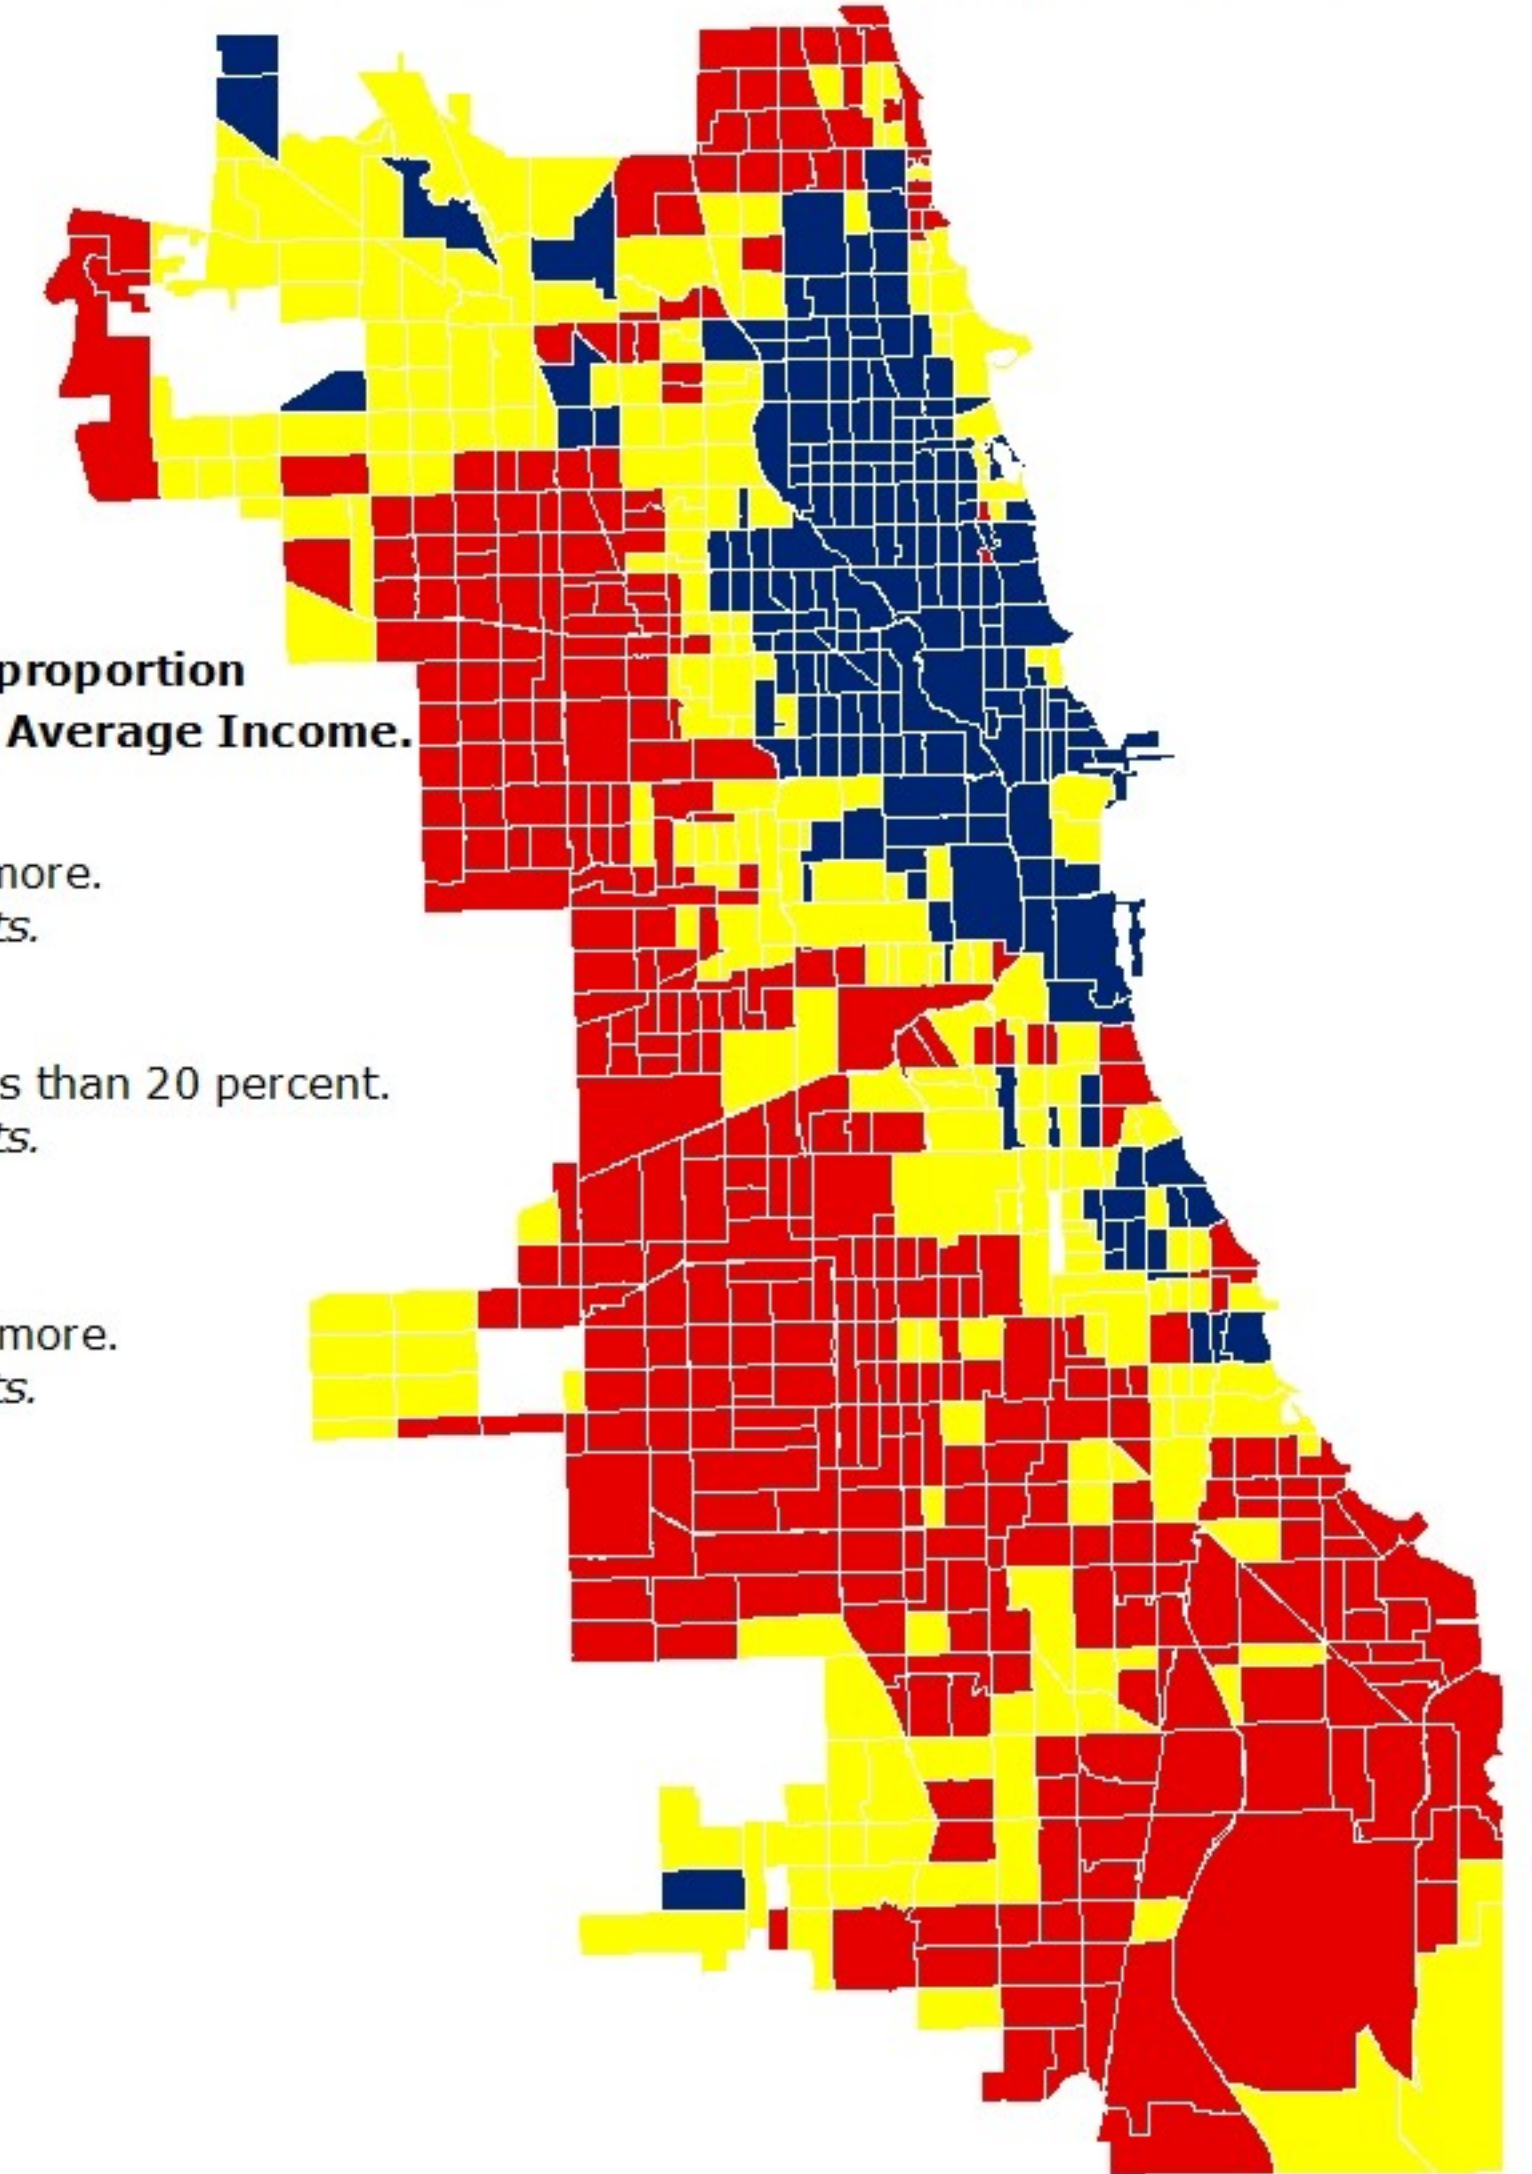 proportion
Average Income.
more.
ts.
s than 20 percent.
ts.
more.
ts.